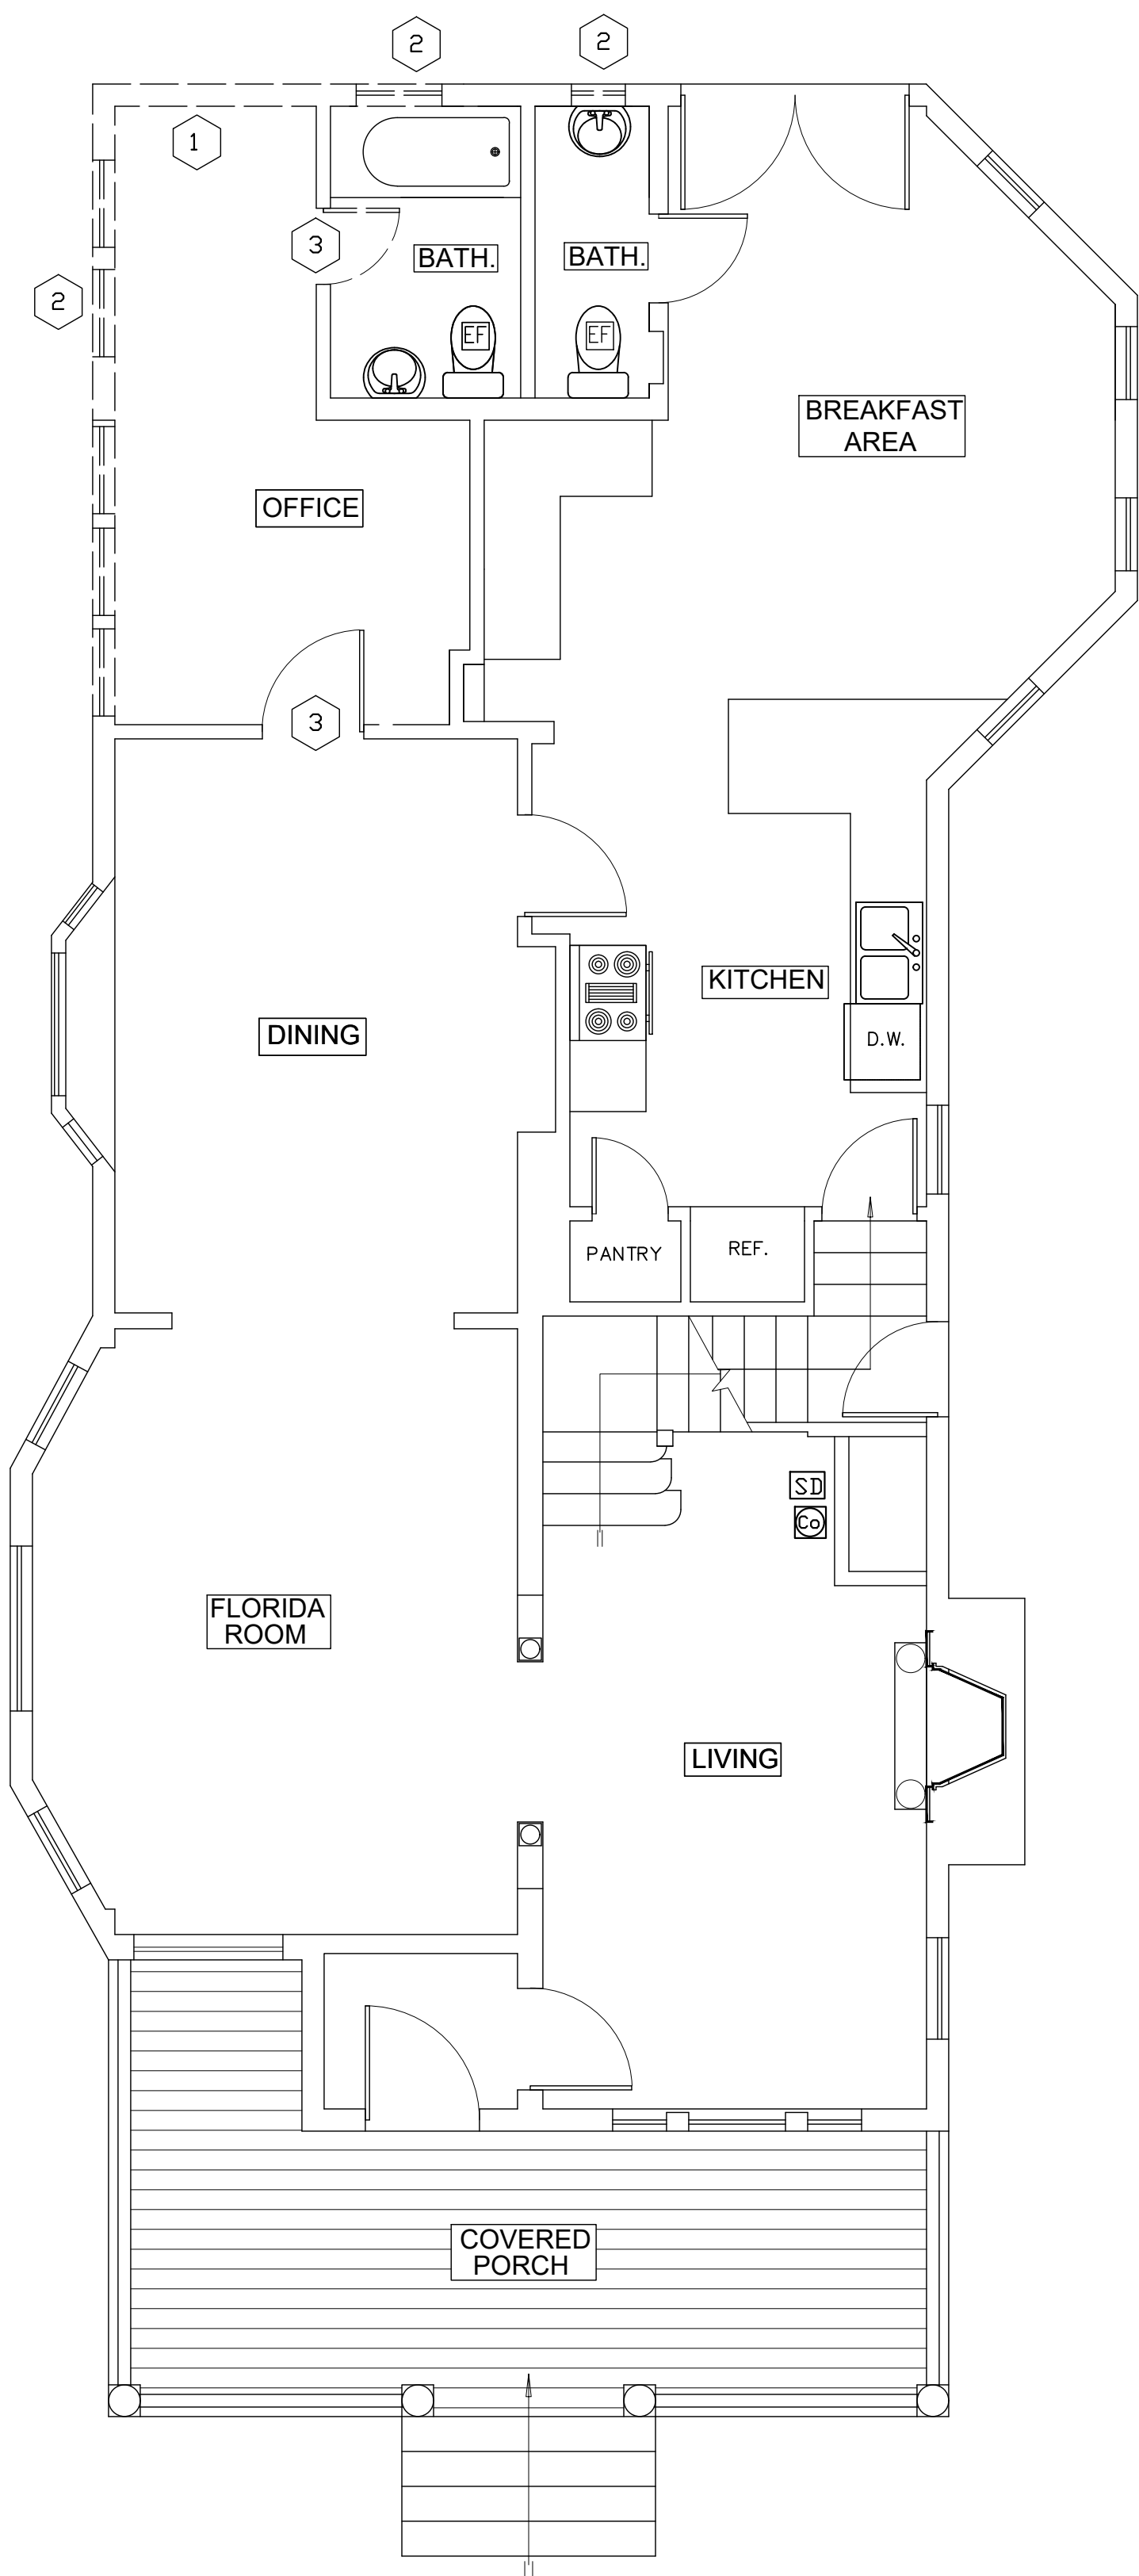 2
2
1
3
BATH.
BATH.
2
EF
EF
BREAKFAST
AREA
OFFICE
3
KITCHEN
DINING
D.W.
PANTRY
REF.
SD
Co
FLORIDA
ROOM
LIVING
COVERED
PORCH